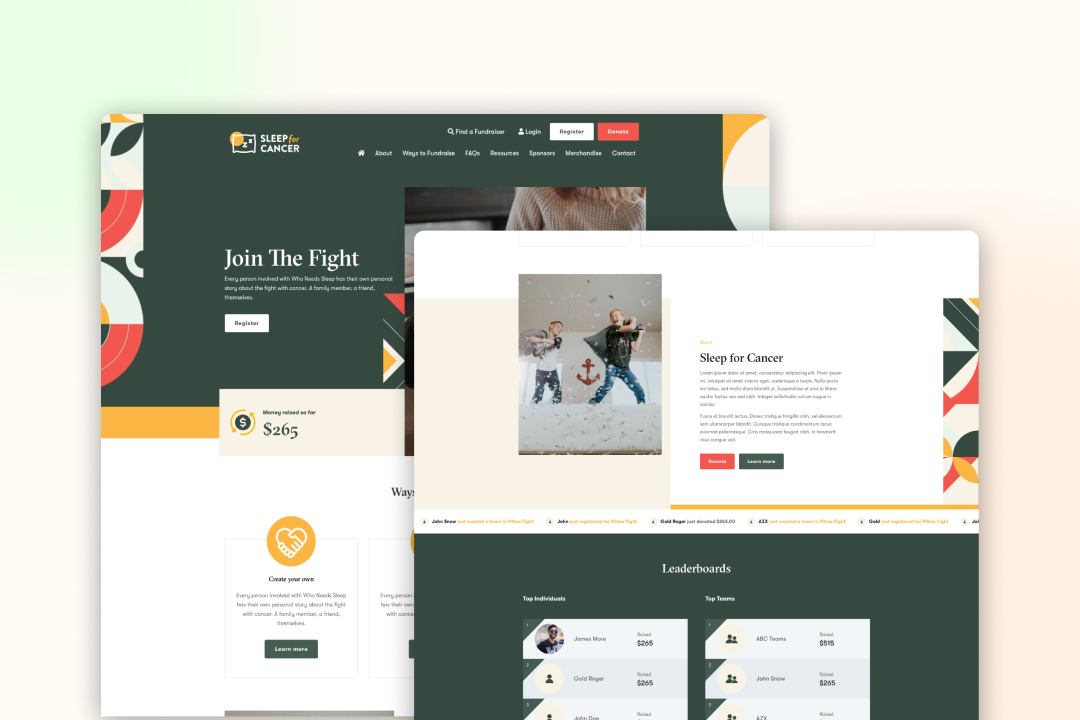 SLEEP for
CANCER
Find a Fundraiser
Login
Register
Donate
About
Ways to Fundraise
FAQs
Resources
Sponsors
Merchandise
Contact
Join The Fight
Every person involved with Who Needs Sleep has their own personal
story about the fight with cancer. A family member, a friend,
themselves.
Register
Money raised so far
$265
Ways
Create your own
Every person involved with Who Needs Sleep
has their own personal story about the fight
with cancer. A family member, a friend,
themselves.
Learn more
Every person
has their own
with cance
About
Sleep for Cancer
Lorem ipsum dolor sit amet, consectetur adipiscing elit. Proin ipsum
mi, volutpat sit amet viverra eget, scelerisque a turpis. Nulla porta
leo tellus, sed mollis diam blandit ut. Suspendisse at eros in libero
auctor luctus nec sed nibh. Integer sollicitudin rutrum augue in
lacinia.
Fusce et blandit lectus. Donec tristique fringilla nibh, vel elementum
sem ullamcorper blandit. Quisque tristique condimentum lacus
euismod pellentesque. Cras malesuada feugiat nibh, in hendrerit
risus congue sed.
Donate
Learn more
John Snow just created a team in Pillow Fight
John just registered for Pillow Fight
Gold Roger just donated $265.00
AZX just created a team in Pillow Fight
Gold just registered for Pillow Fight
Leaderboards
Top Individuals
1
James More
Raised
$265
2
Gold Roger
Raised
$265
3
John Doe
Raised
Top Teams
1
ABC Teams
Raised
$515
2
John Snow
Raised
$265
3
AZX
Raised